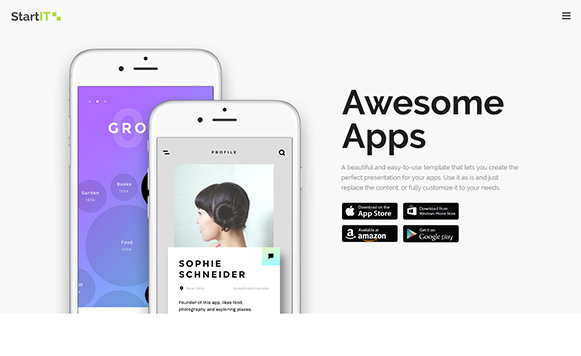 StartIT
Awesome
Apps
A beautiful and easy-to-use template that lets you create the
perfect presentation for your apps. Use it as is and just
replace the content, or fully customize it to your needs.
Download on the
App Store
Download from
Windows Phone Store
Available at
amazon
Get it on
Google play
GRO
Garden
Books
Food
PROFILE
SOPHIE
SCHNEIDER
New York
Founder of this app, likes food,
photography and exploring places.